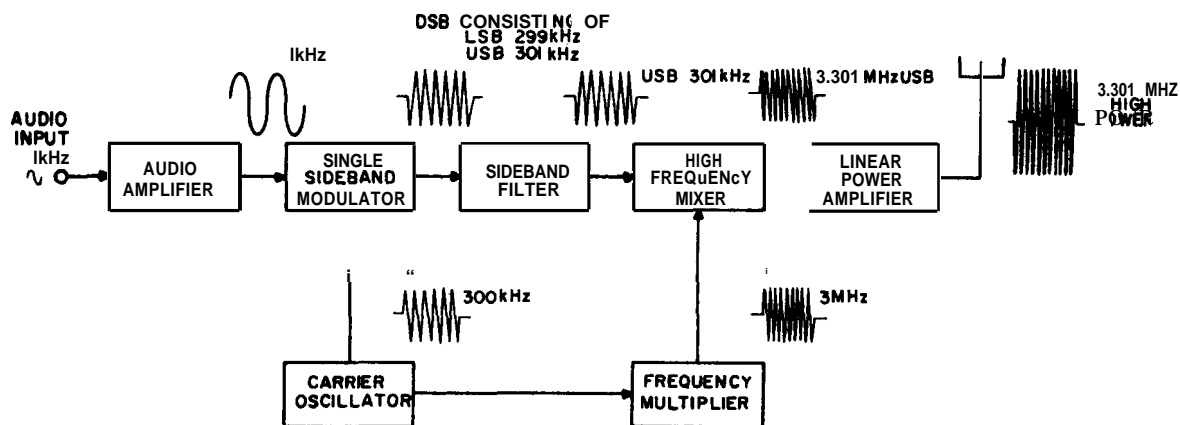 DSB CONSISTING OF
LSB 299kHz
USB 301kHz
IkHz
USB 301kHz
3.301 MHzUSB
3.301 MHZ
HIGH
POWER
AUDIO
INPUT
IkHz
AUDIO
AMPLIFIER
SINGLE
SIDEBAND
MODULATOR
SIDEBAND
FILTER
HIGH
FREQuENcY
MIXER
LINEAR
POWER
AMPLIFIER
300kHz
3MHz
CARRIER
OSCILLATOR
FREQUENCY
MULTIPLIER